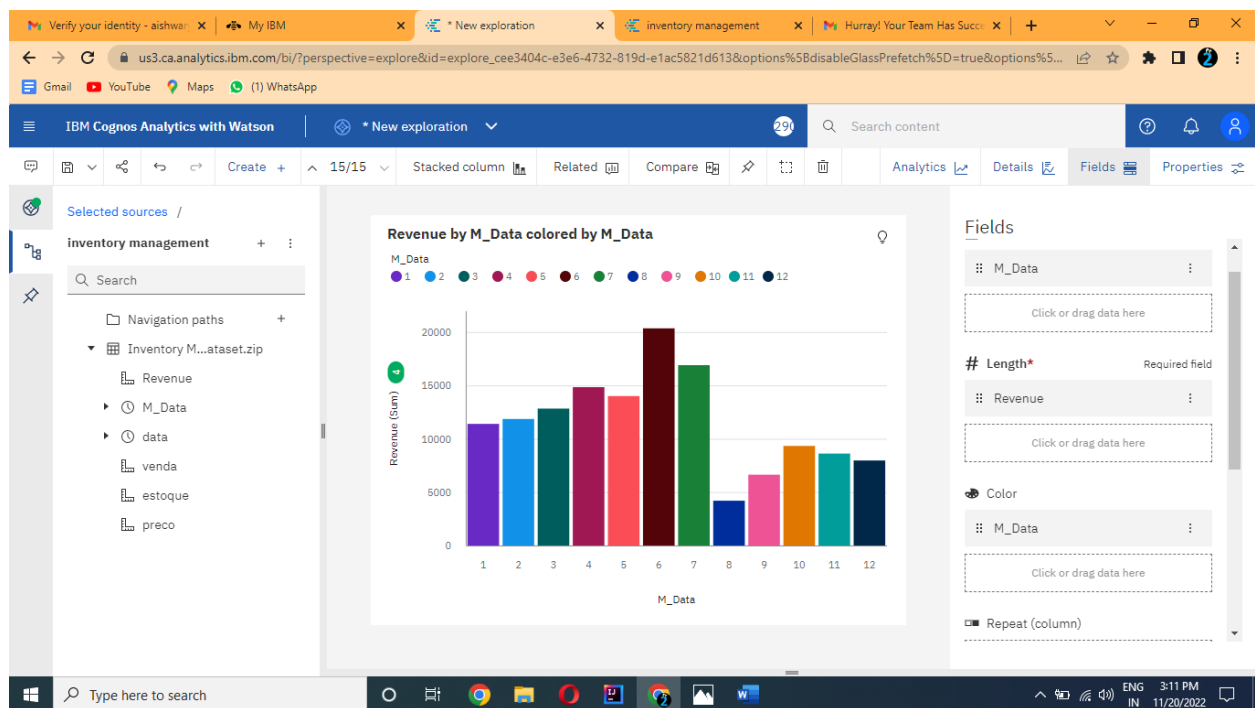 Verify your identity - aishwar
My IBM
* New exploration
inventory management
Hurray! Your Team Has Succe
us3.ca.analytics.ibm.com/bi/?perspective=explore&id=explore_cee3404c-e3e6-4732-819d-e1ac5821d613&options%5BdisableGlassPrefetch%5D=true&options%5...
Gmail YouTube Maps (1) WhatsApp
IBM Cognos Analytics with Watson
* New exploration
290
Search content
Create + 15/15 Stacked column Related Compare Analytics Details Fields Properties
Selected sources /
inventory management
Search
Navigation paths
Inventory M...ataset.zip
Revenue
M_Data
data
venda
estoque
preco
Revenue by M_Data colored by M_Data
M_Data
1 2 3 4 5 6 7 8 9 10 11 12
20000
15000
10000
5000
0
Revenue (Sum)
4
1 2 3 4 5 6 7 8 9 10 11 12
M_Data
Fields
M_Data
Click or drag data here
# Length* Required field
Revenue
Click or drag data here
Color
M_Data
Click or drag data here
Repeat (column)
Type here to search
ENG
IN
3:11 PM
11/20/2022